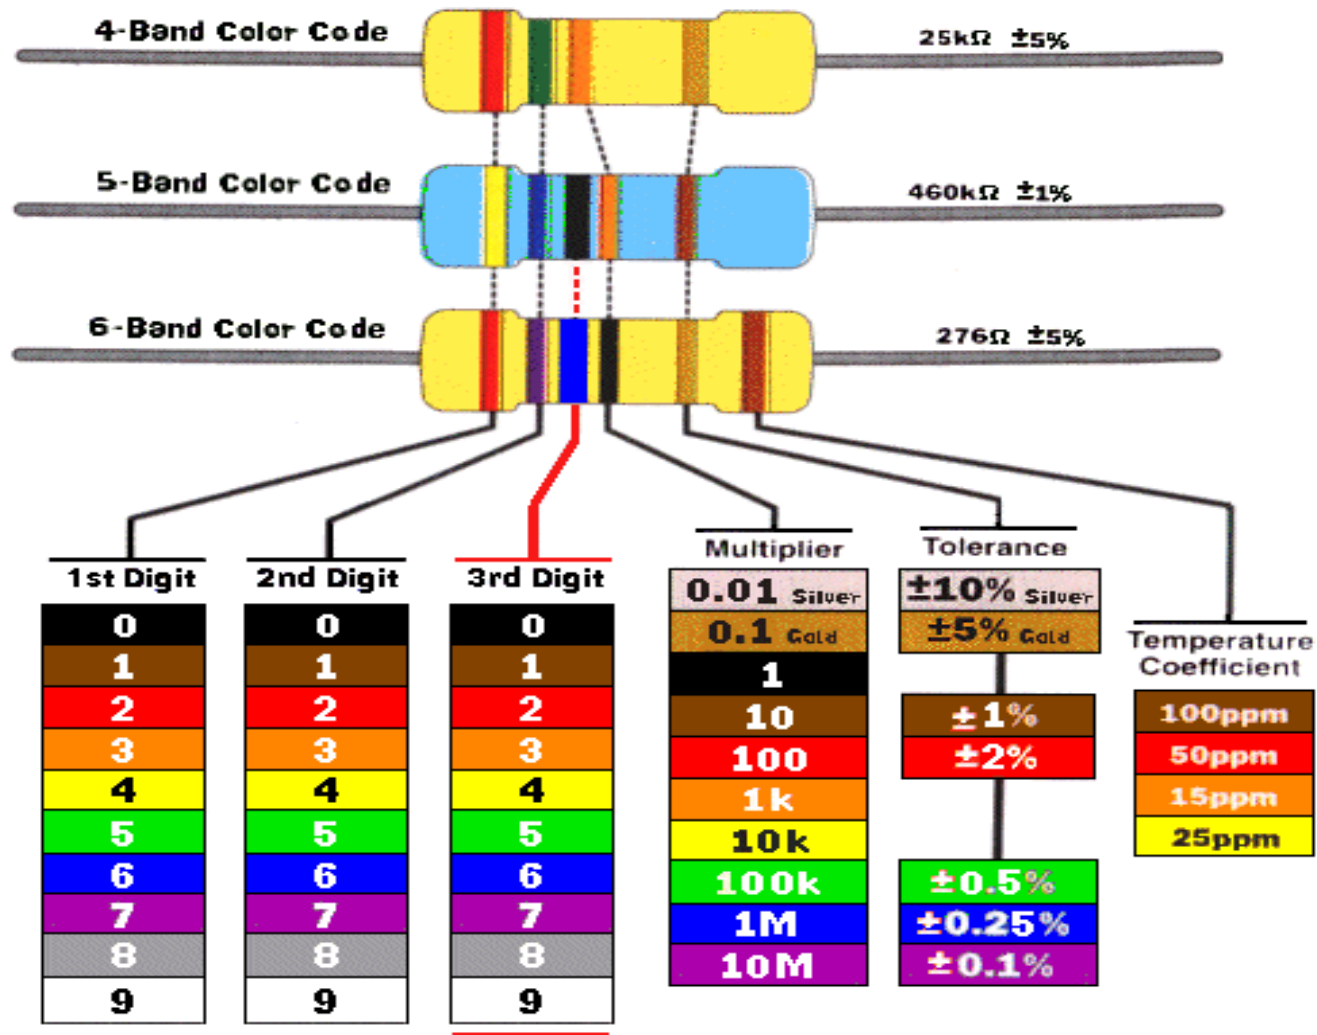 4-Band Color Code
25kΩ ±5%
5-Band Color Code
460kΩ ±1%
6-Band Color Code
276Ω ±5%
1st Digit
0
1
2
3
4
5
6
7
8
9
2nd Digit
0
1
2
3
4
5
6
7
8
9
3rd Digit
0
1
2
3
4
5
6
7
8
9
Multiplier
0.01 Silver
0.1 Gold
1
10
100
1k
10k
100k
1M
10M
Tolerance
±10% Silver
±5% Gold
±1%
±2%
±0.5%
±0.25%
±0.1%
Temperature
Coefficient
100ppm
50ppm
15ppm
25ppm